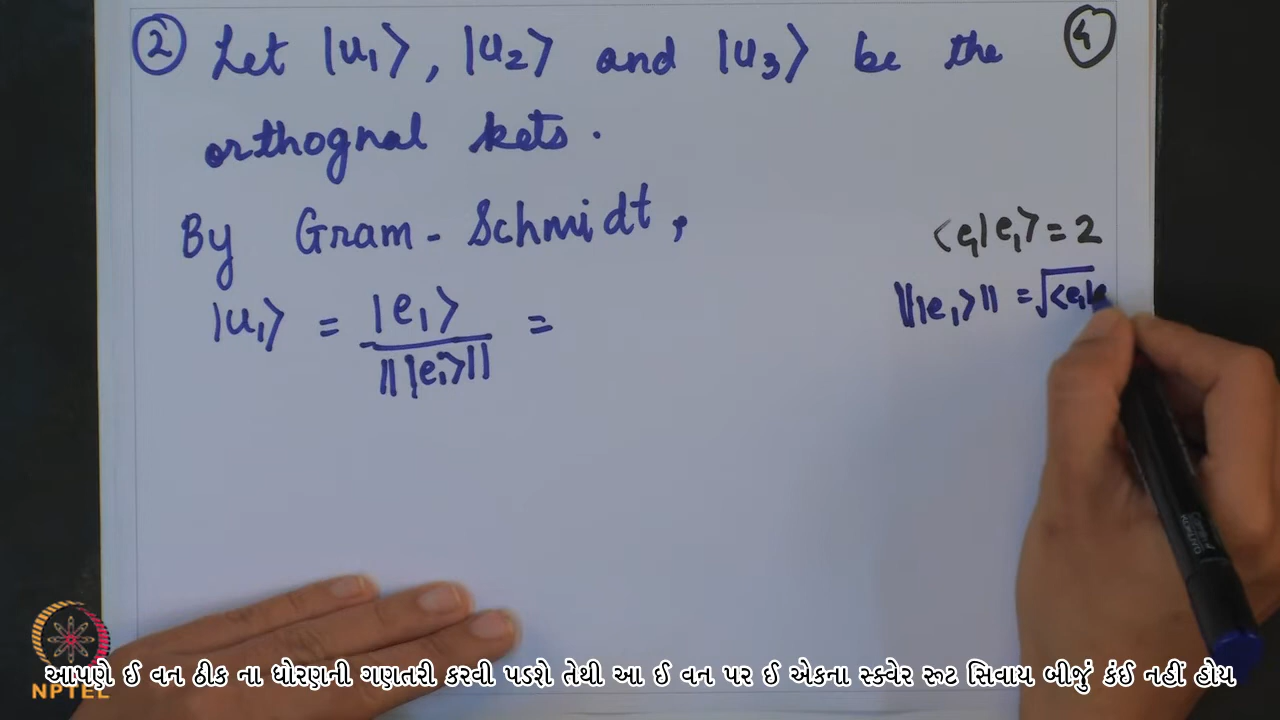 ② Let |u₁⟩, |u₂⟩ and |u₃⟩ be the ④
orthognal kets.
By Gram-Schmidt,
⟨e₁|e₁⟩ = 2
|u₁⟩ = |e₁⟩ / || |e₁⟩ || =
|| |e₁⟩ || = √⟨e₁|e
આપણે ઈ વન ઠીક ના ધોરણની ગણતરી કરવી પડશે તેથી આ ઈ વન પર ઈ એકના સ્ક્વેર રુટ સિવાય બીજું કંઈ નહીં હોય
NPTEL